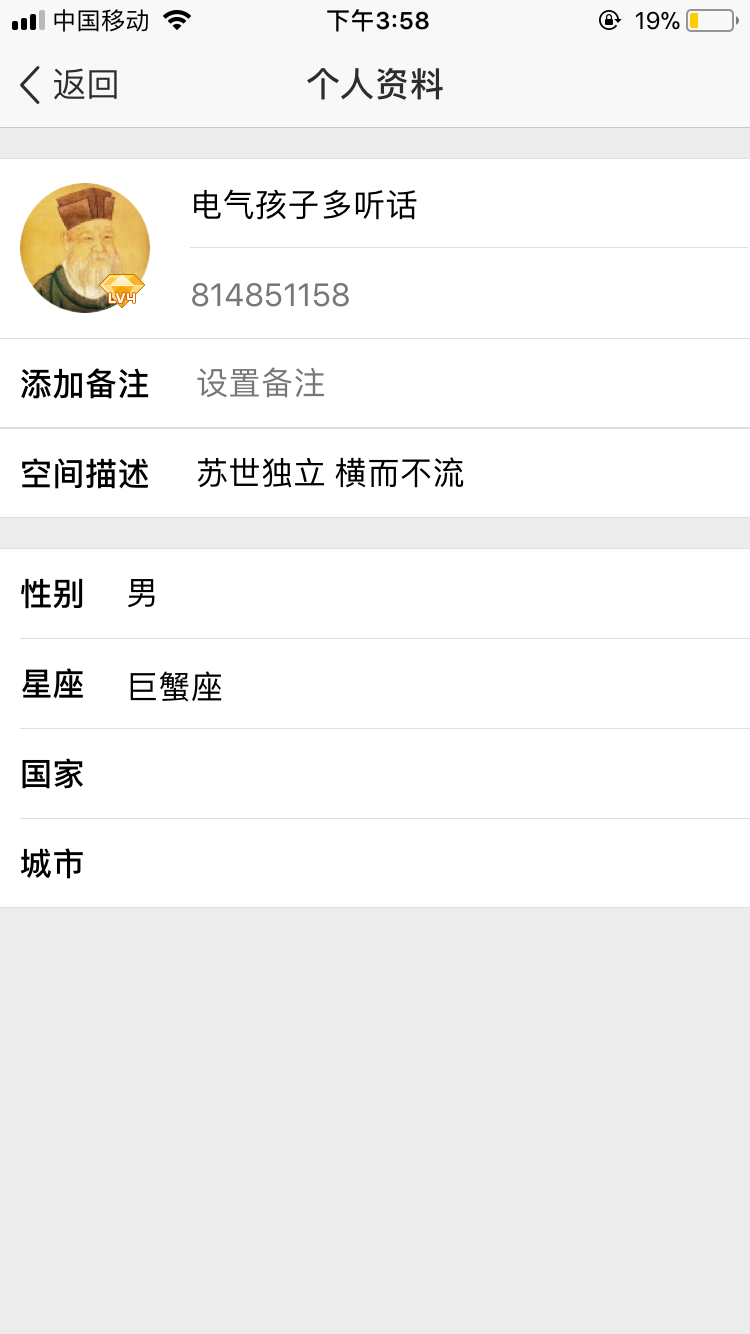 中国移动 下午3:58 19%
返回 个人资料
电气孩子多听话
LV4
814851158
添加备注 设置备注
空间描述 苏世独立 横而不流
性别 男
星座 巨蟹座
国家
城市